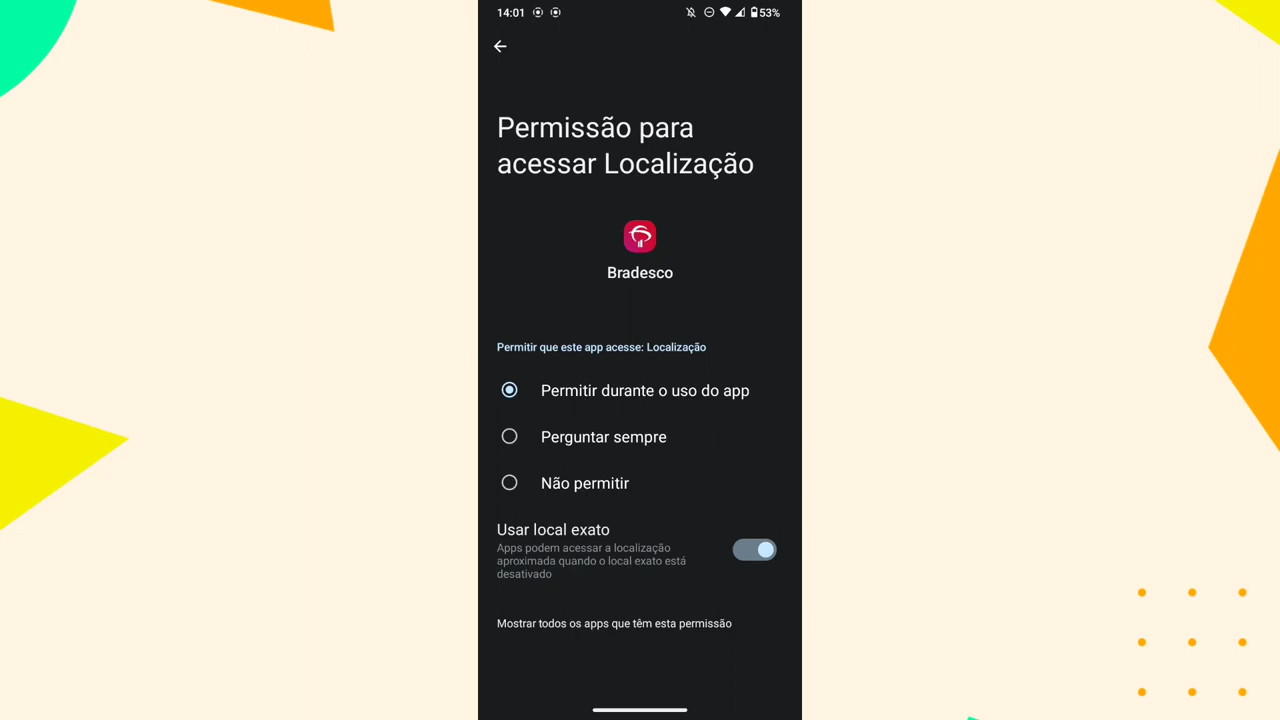 14:01
53%
Permissão para
acessar Localização
Bradesco
Permitir que este app acesse: Localização
Permitir durante o uso do app
Perguntar sempre
Não permitir
Usar local exato
Apps podem acessar a localização
aproximada quando o local exato está
desativado
Mostrar todos os apps que têm esta permissão